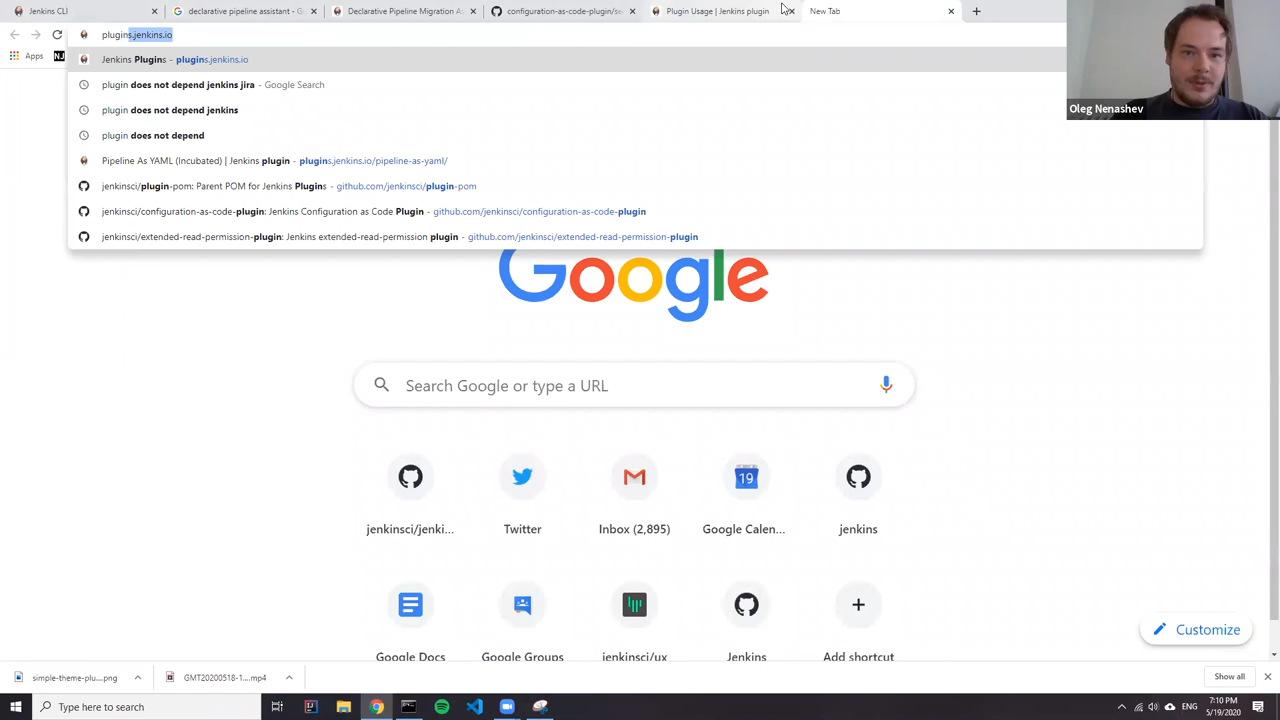 Jenkins CLI
declarative pipeline assistant - G
Declarative Pipeline Migration As
configuration-as-code-plugin/se
Plugin Usage | Jenkins plugin
New Tab
plugins.jenkins.io
Apps
NJ
Jenkins Plugins - plugins.jenkins.io
plugin does not depend jenkins jira - Google Search
plugin does not depend jenkins
plugin does not depend
Pipeline As YAML (Incubated) | Jenkins plugin - plugins.jenkins.io/pipeline-as-yaml/
jenkinsci/plugin-pom: Parent POM for Jenkins Plugins - github.com/jenkinsci/plugin-pom
jenkinsci/configuration-as-code-plugin: Jenkins Configuration as Code Plugin - github.com/jenkinsci/configuration-as-code-plugin
jenkinsci/extended-read-permission-plugin: Jenkins extended-read-permission plugin - github.com/jenkinsci/extended-read-permission-plugin
Oleg Nenashev
Google
Search Google or type a URL
19
jenkinsci/jenki...
Twitter
Inbox (2,895)
Google Calen...
jenkins
Google Docs
Google Groups
jenkinsci/ux
Jenkins
Add shortcut
Customize
simple-theme-plu....png
GMT20200518-1....mp4
Show all
Type here to search
ENG
7:10 PM
5/19/2020